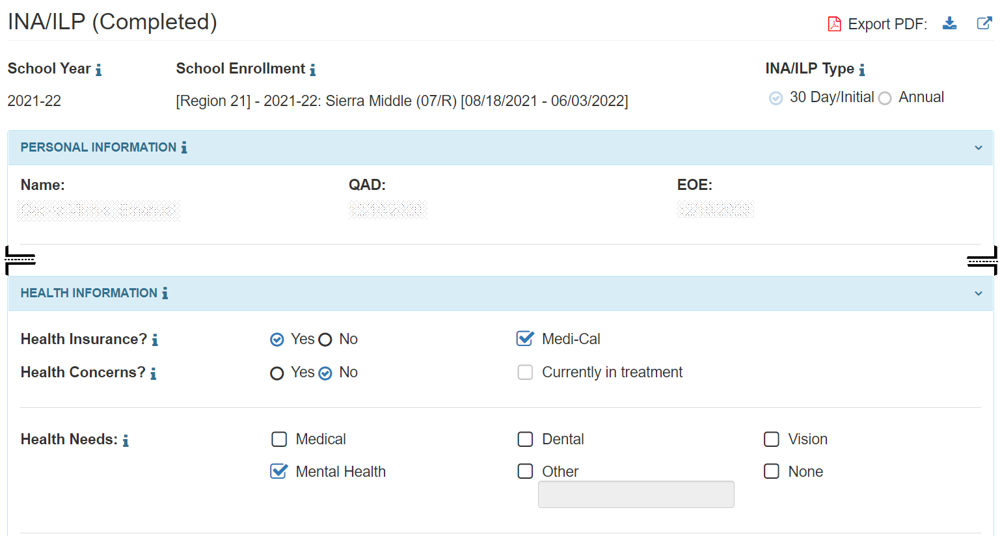 INA/ILP (Completed)
Export PDF:
School Year
School Enrollment
INA/ILP Type
2021-22
[Region 21] - 2021-22: Sierra Middle (07/R) [08/18/2021 - 06/03/2022]
30 Day/Initial Annual
PERSONAL INFORMATION
Name: QAD: EOE:
HEALTH INFORMATION
Health Insurance? Yes No Medi-Cal
Health Concerns? Yes No Currently in treatment
Health Needs: Medical Dental Vision
Mental Health Other None